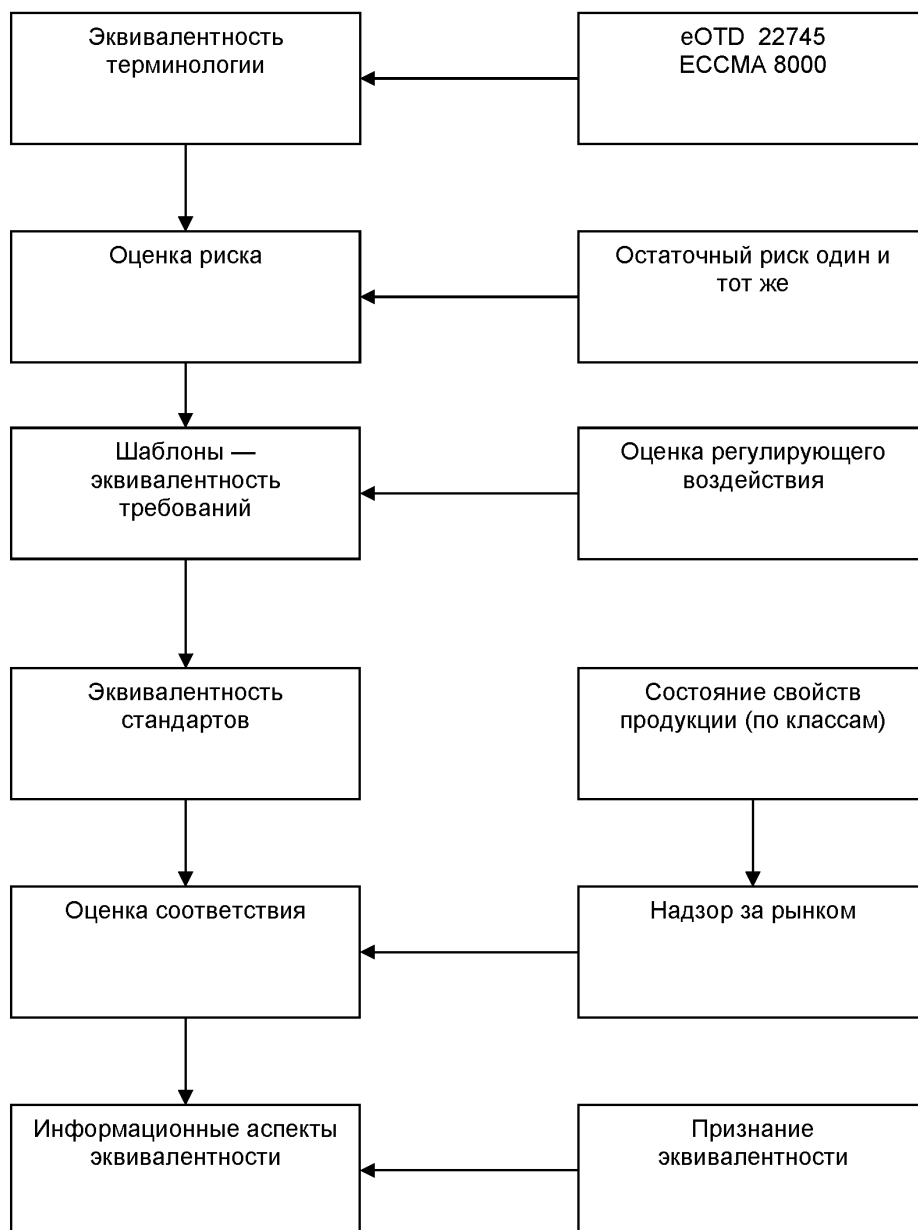 Эквивалентность
терминологии
eOTD 22745
ECCMA 8000
Оценка риска
Остаточный риск один и
тот же
Шаблоны —
эквивалентность
требований
Оценка регулирующего
воздействия
Эквивалентность
стандартов
Состояние свойств
продукции (по классам)
Оценка соответствия
Надзор за рынком
Информационные аспекты
эквивалентности
Признание
эквивалентности